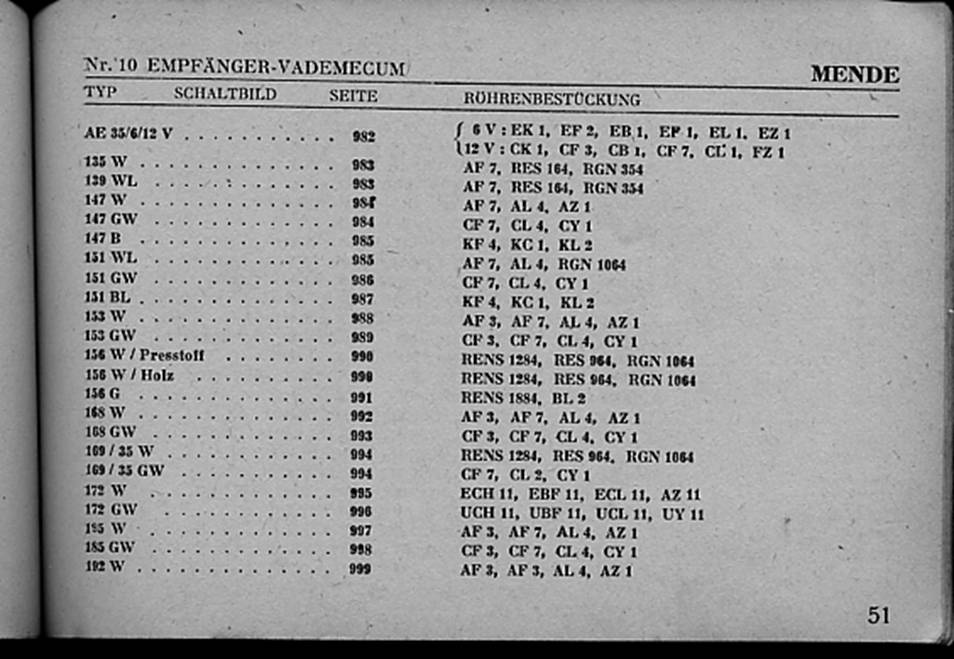 Nr. 10 EMPFÄNGER-VADEMECUM MENDE
TYP SCHALTBILD SEITE RÖHRENBESTÜCKUNG
AE 35/6/12 V . . . . . . . . . . . 982 { 6 V : EK 1, EF 2, EB 1, EF 1, EL 1, EZ 1
12 V : CK 1, CF 3, CB 1, CF 7, CL 1, FZ 1
135 W . . . . . . . . . . . . . . 983 AF 7, RES 164, RGN 354
139 WL . . . . . . . . . . . . . 983 AF 7, RES 164, RGN 354
147 W . . . . . . . . . . . . . . 984 AF 7, AL 4, AZ 1
147 GW . . . . . . . . . . . . . 984 CF 7, CL 4, CY 1
147 B . . . . . . . . . . . . . . 985 KF 4, KC 1, KL 2
151 WL . . . . . . . . . . . . . 985 AF 7, AL 4, RGN 1064
151 GW . . . . . . . . . . . . . 986 CF 7, CL 4, CY 1
151 BL . . . . . . . . . . . . . . 987 KF 4, KC 1, KL 2
153 W . . . . . . . . . . . . . . 988 AF 3, AF 7, AL 4, AZ 1
153 GW . . . . . . . . . . . . . 989 CF 3, CF 7, CL 4, CY 1
156 W / Presstoff . . . . . . . . 990 RENS 1284, RES 964, RGN 1064
156 W / Holz . . . . . . . . . . 990 RENS 1284, RES 964, RGN 1064
156 G . . . . . . . . . . . . . . 991 RENS 1884, BL 2
168 W . . . . . . . . . . . . . . 992 AF 3, AF 7, AL 4, AZ 1
168 GW . . . . . . . . . . . . . 993 CF 3, CF 7, CL 4, CY 1
169 / 35 W . . . . . . . . . . . 994 RENS 1284, RES 964, RGN 1064
169 / 35 GW . . . . . . . . . . . 994 CF 7, CL 2, CY 1
172 W . . . . . . . . . . . . . 995 ECH 11, EBF 11, ECL 11, AZ 11
172 GW . . . . . . . . . . . . 996 UCH 11, UBF 11, UCL 11, UY 11
185 W . . . . . . . . . . . . . 997 AF 3, AF 7, AL 4, AZ 1
185 GW . . . . . . . . . . . . . 998 CF 3, CF 7, CL 4, CY 1
192 W . . . . . . . . . . . . . . 999 AF 3, AF 3, AL 4, AZ 1
51